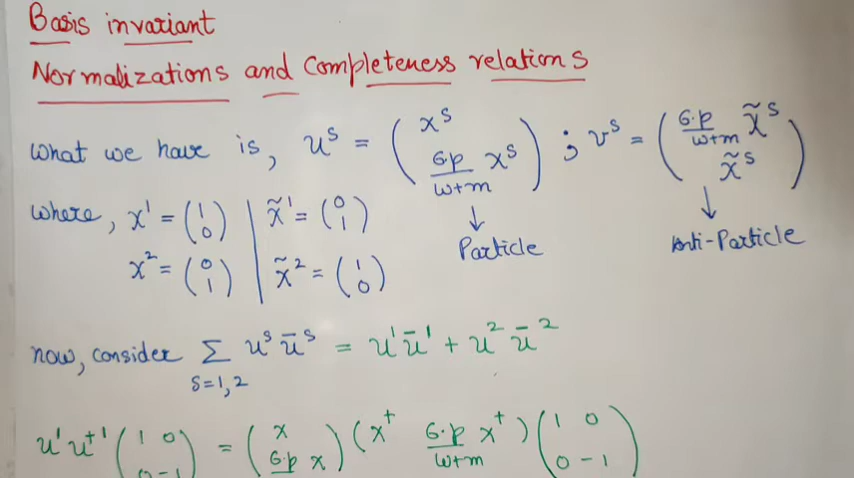 Basis invariant
Normalizations and Completeness relations
What we have is, u^s = ( x^s ; σ·p/(w+m) x^s ) ; v^s = ( σ·p/(w+m) x̃^s ; x̃^s )
↓ Particle ↓ Anti-Particle
where, x^1 = (1 ; 0) | x̃^1 = (0 ; 1)
x^2 = (0 ; 1) | x̃^2 = (1 ; 0)
now, consider Σ_{s=1,2} u^s ū^s = u^1 ū^1 + u^2 ū^2
u^1 u^†1 (1 0 ; 0 -1) = ( x ; σ·p x ) ( x^† σ·p/(w+m) x^† ) (1 0 ; 0 -1)